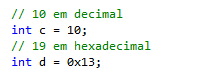 // 10 em decimal
int c = 10;
// 19 em hexadecimal
int d = 0x13;